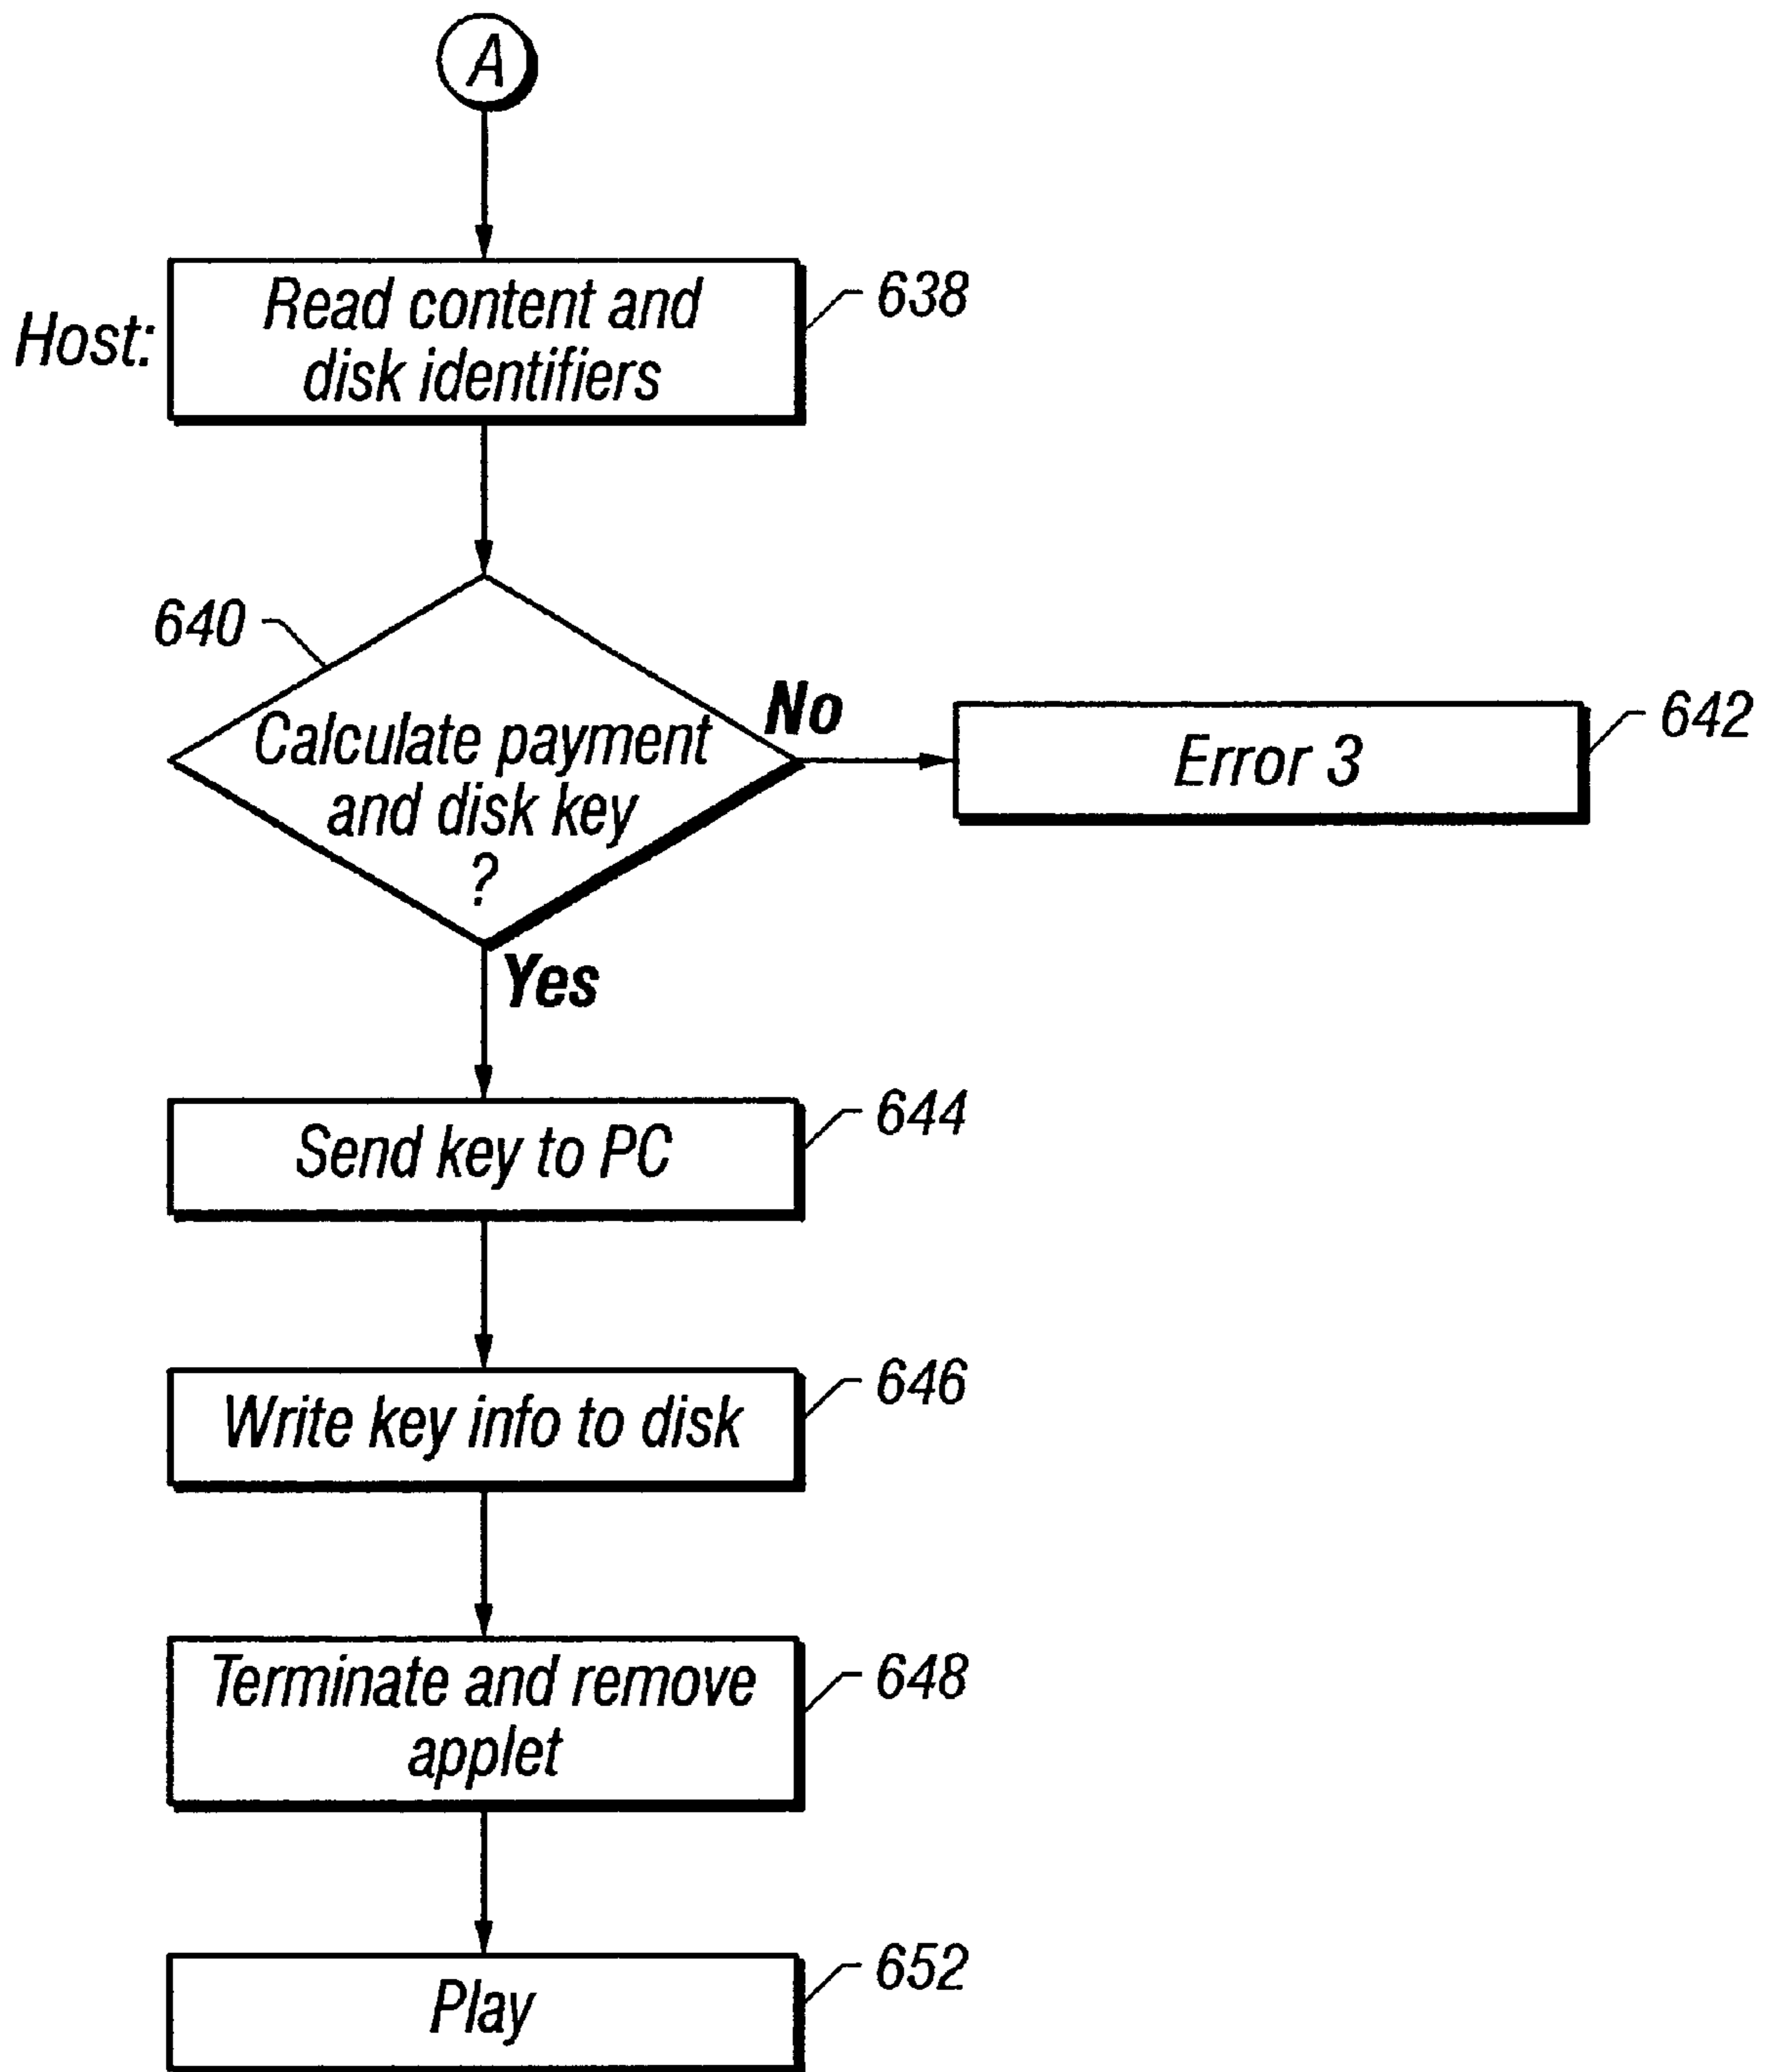 A
Host:
Read content and
disk identifiers
638
640
Calculate payment
and disk key
?
No
Error 3
642
Yes
Send key to PC
644
Write key info to disk
646
Terminate and remove
applet
648
Play
652